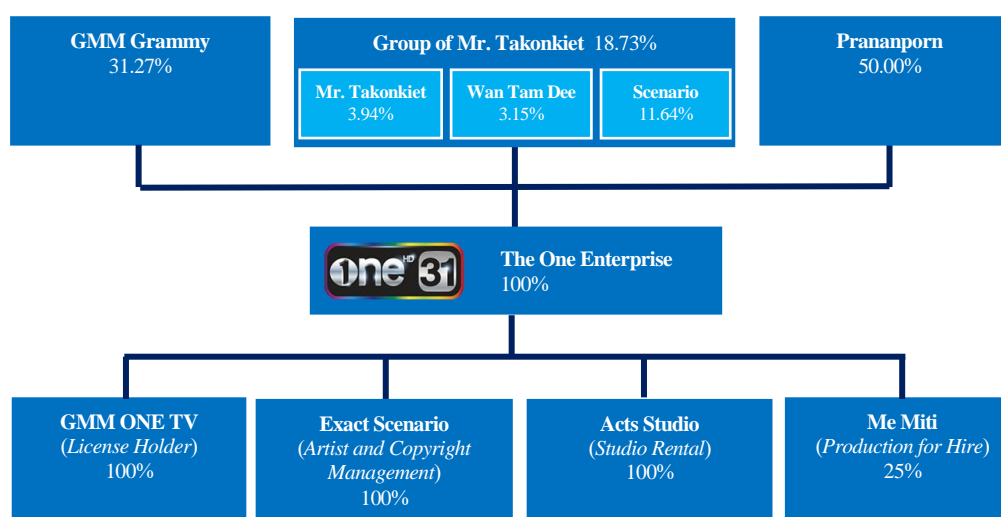 GMM Grammy
31.27%
Group of Mr. Takonkiet 18.73%
Mr. Takonkiet
3.94%
Wan Tam Dee
3.15%
Scenario
11.64%
Prananporn
50.00%
one HD 31
The One Enterprise
100%
GMM ONE TV
(License Holder)
100%
Exact Scenario
(Artist and Copyright
Management)
100%
Acts Studio
(Studio Rental)
100%
Me Miti
(Production for Hire)
25%